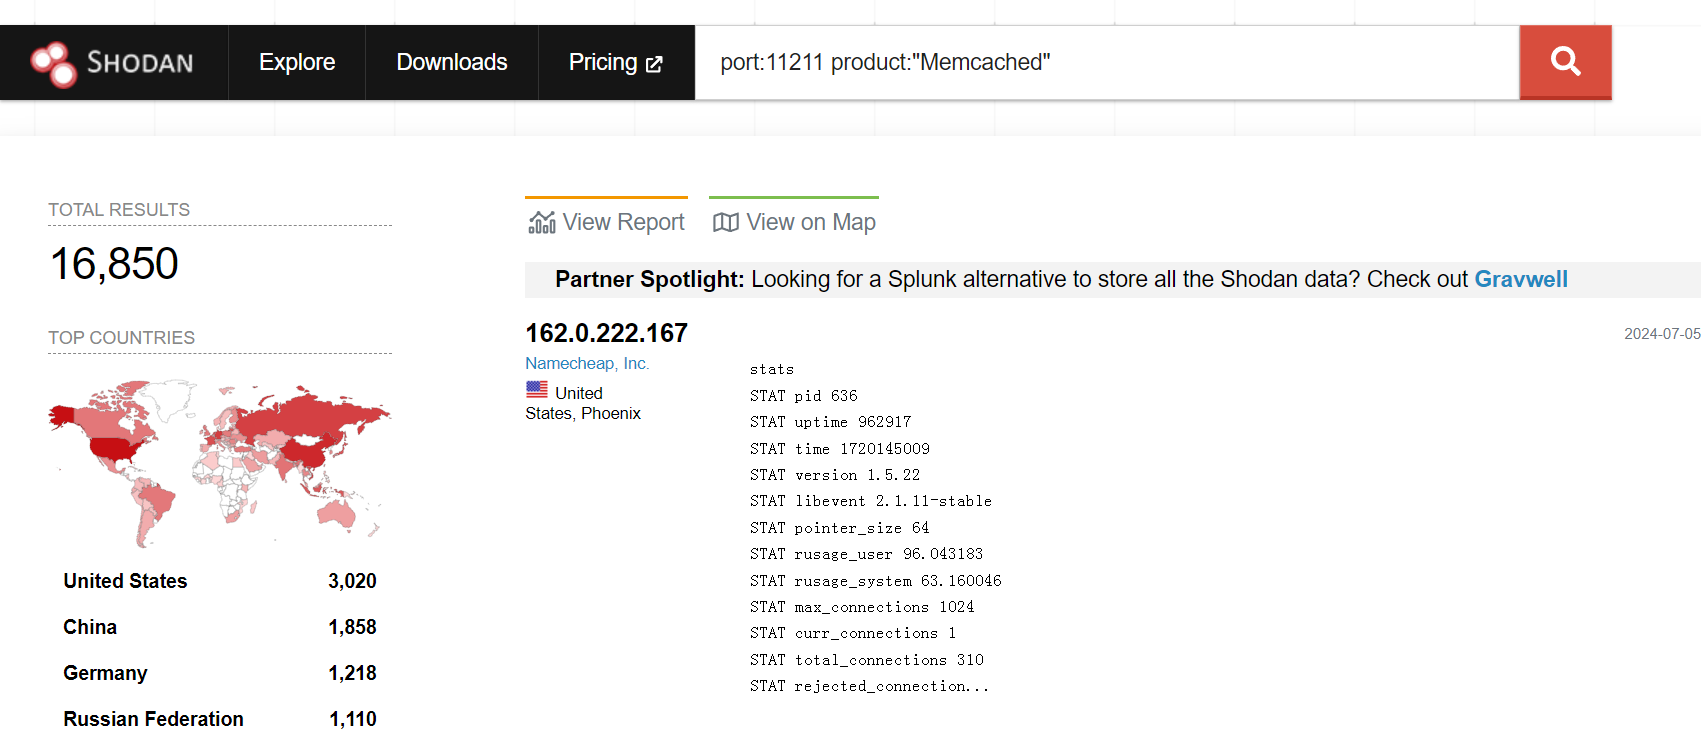 SHODAN Explore Downloads Pricing port:11211 product:"Memcached"
TOTAL RESULTS
16,850
TOP COUNTRIES
United States 3,020
China 1,858
Germany 1,218
Russian Federation 1,110
View Report View on Map
Partner Spotlight: Looking for a Splunk alternative to store all the Shodan data? Check out Gravwell
162.0.222.167
Namecheap, Inc.
United
States, Phoenix
2024-07-05
stats
STAT pid 636
STAT uptime 962917
STAT time 1720145009
STAT version 1.5.22
STAT libevent 2.1.11-stable
STAT pointer_size 64
STAT rusage_user 96.043183
STAT rusage_system 63.160046
STAT max_connections 1024
STAT curr_connections 1
STAT total_connections 310
STAT rejected_connection...